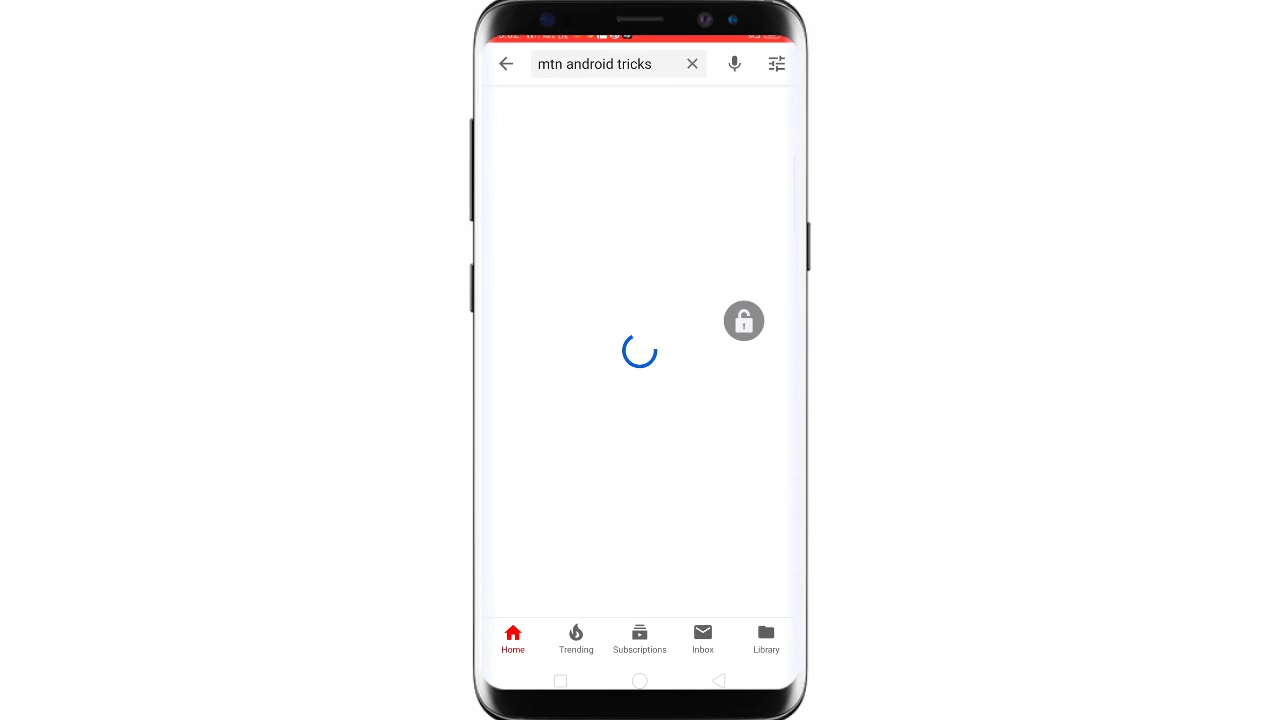 mtn android tricks
Home
Trending
Subscriptions
Inbox
Library